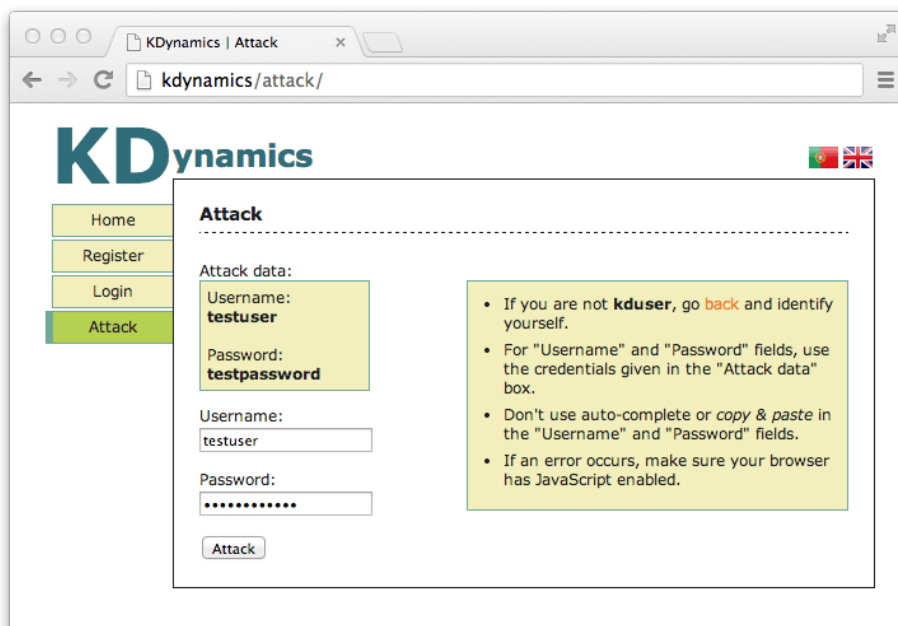 KDynamics | Attack
kdynamics/attack/
KDynamics
Attack
Home
Register
Login
Attack
Attack data:
Username:
testuser
Password:
testpassword
Username:
testuser
Password:
••••••••••••
Attack
• If you are not kduser, go back and identify
yourself.
• For "Username" and "Password" fields, use
the credentials given in the "Attack data"
box.
• Don't use auto-complete or copy & paste in
the "Username" and "Password" fields.
• If an error occurs, make sure your browser
has JavaScript enabled.